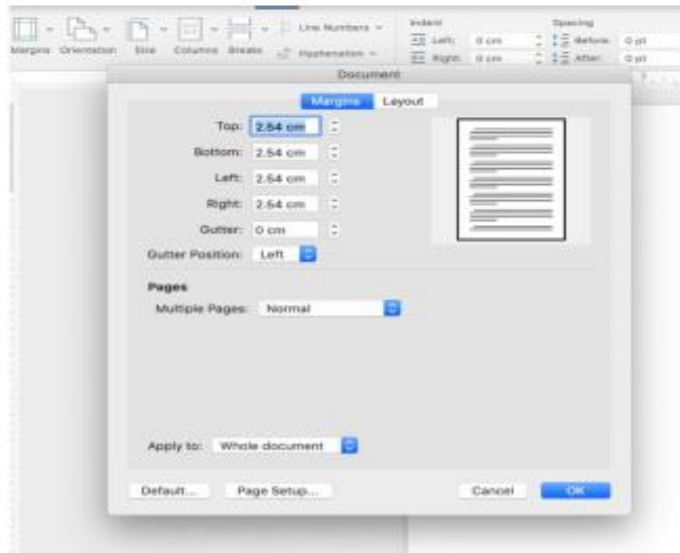 Line Numbers
Indent
Spacing
Left: 0 cm
Before: 0 pt
Margins Orientation Size Columns Breaks
Hyphenation
Right: 0 cm
After: 0 pt
Document
Margins Layout
Top: 2.54 cm
Bottom: 2.54 cm
Left: 2.54 cm
Right: 2.54 cm
Gutter: 0 cm
Gutter Position: Left
Pages
Multiple Pages: Normal
Apply to: Whole document
Default... Page Setup... Cancel OK